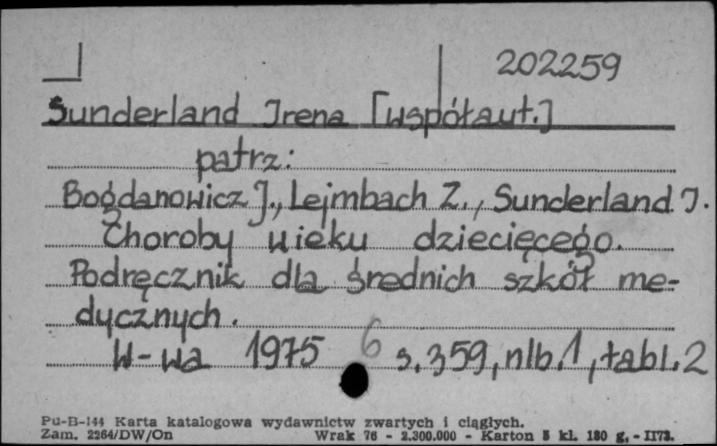 202259
Sunderland Irena [współaut.]
patrz:
Bogdanowicz J., Lejmbach Z., Sunderland I.
Choroby wieku dziecięcego.
Podręcznik dla średnich szkół me-
dycznych.
W-wa 1975 6 s. 359, nlb. 1, tabl. 2
Pu-B-144 Karta katalogowa wydawnictw zwartych i ciągłych.
Zam. 2264/DW/On Wrak 76 - 2.300.000 - Karton 5 kl. 180 g, - II73.